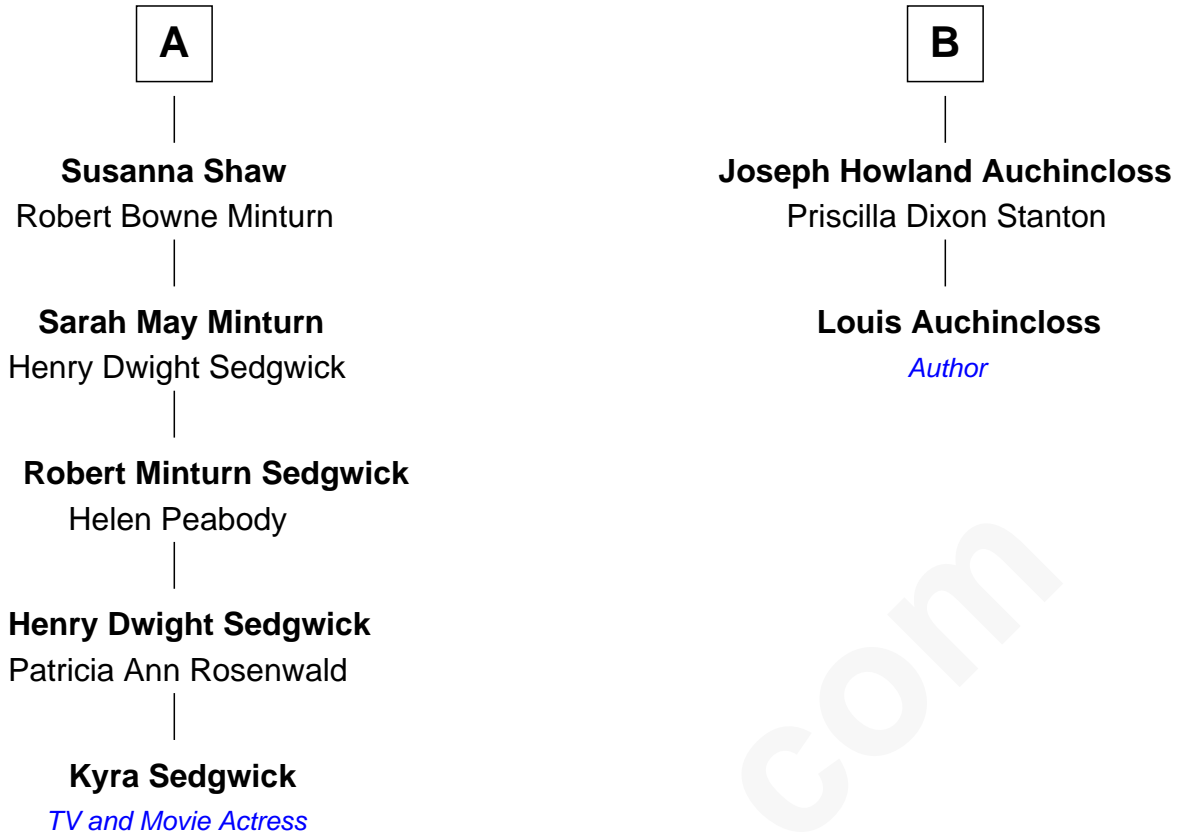 A
Susanna Shaw
Robert Bowne Minturn
Sarah May Minturn
Henry Dwight Sedgwick
Robert Minturn Sedgwick
Helen Peabody
Henry Dwight Sedgwick
Patricia Ann Rosenwald
Kyra Sedgwick
TV and Movie Actress
B
Joseph Howland Auchincloss
Priscilla Dixon Stanton
Louis Auchincloss
Author
com